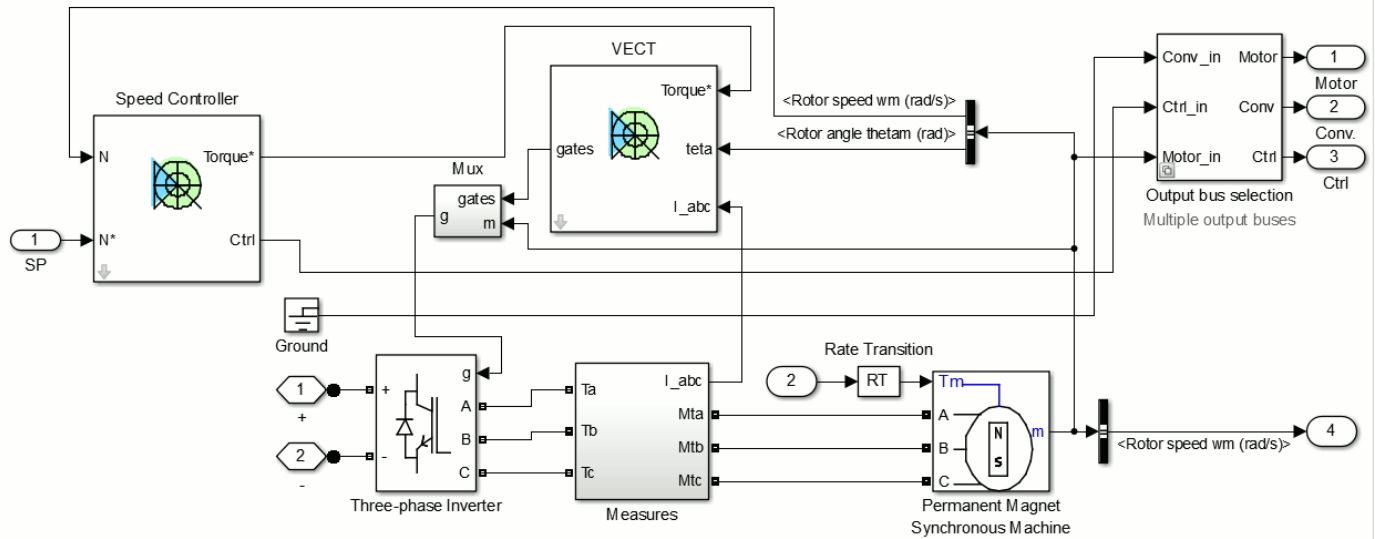 VECT
Speed Controller
N
N*
Torque*
Ctrl
1
SP
Mux
gates
m
g
gates
Torque*
teta
I_abc
<Rotor speed wm (rad/s)>
<Rotor angle thetam (rad)>
Conv_in
Ctrl_in
Motor_in
Motor
Conv
Ctrl
Output bus selection
Multiple output buses
1
Motor
2
Conv.
3
Ctrl
Ground
1
+
2
-
+
-
g
A
B
C
Three-phase Inverter
Ta
Tb
Tc
I_abc
Mta
Mtb
Mtc
Measures
Rate Transition
2
RT
Tm
A
B
C
N
S
m
Permanent Magnet
Synchronous Machine
<Rotor speed wm (rad/s)>
4